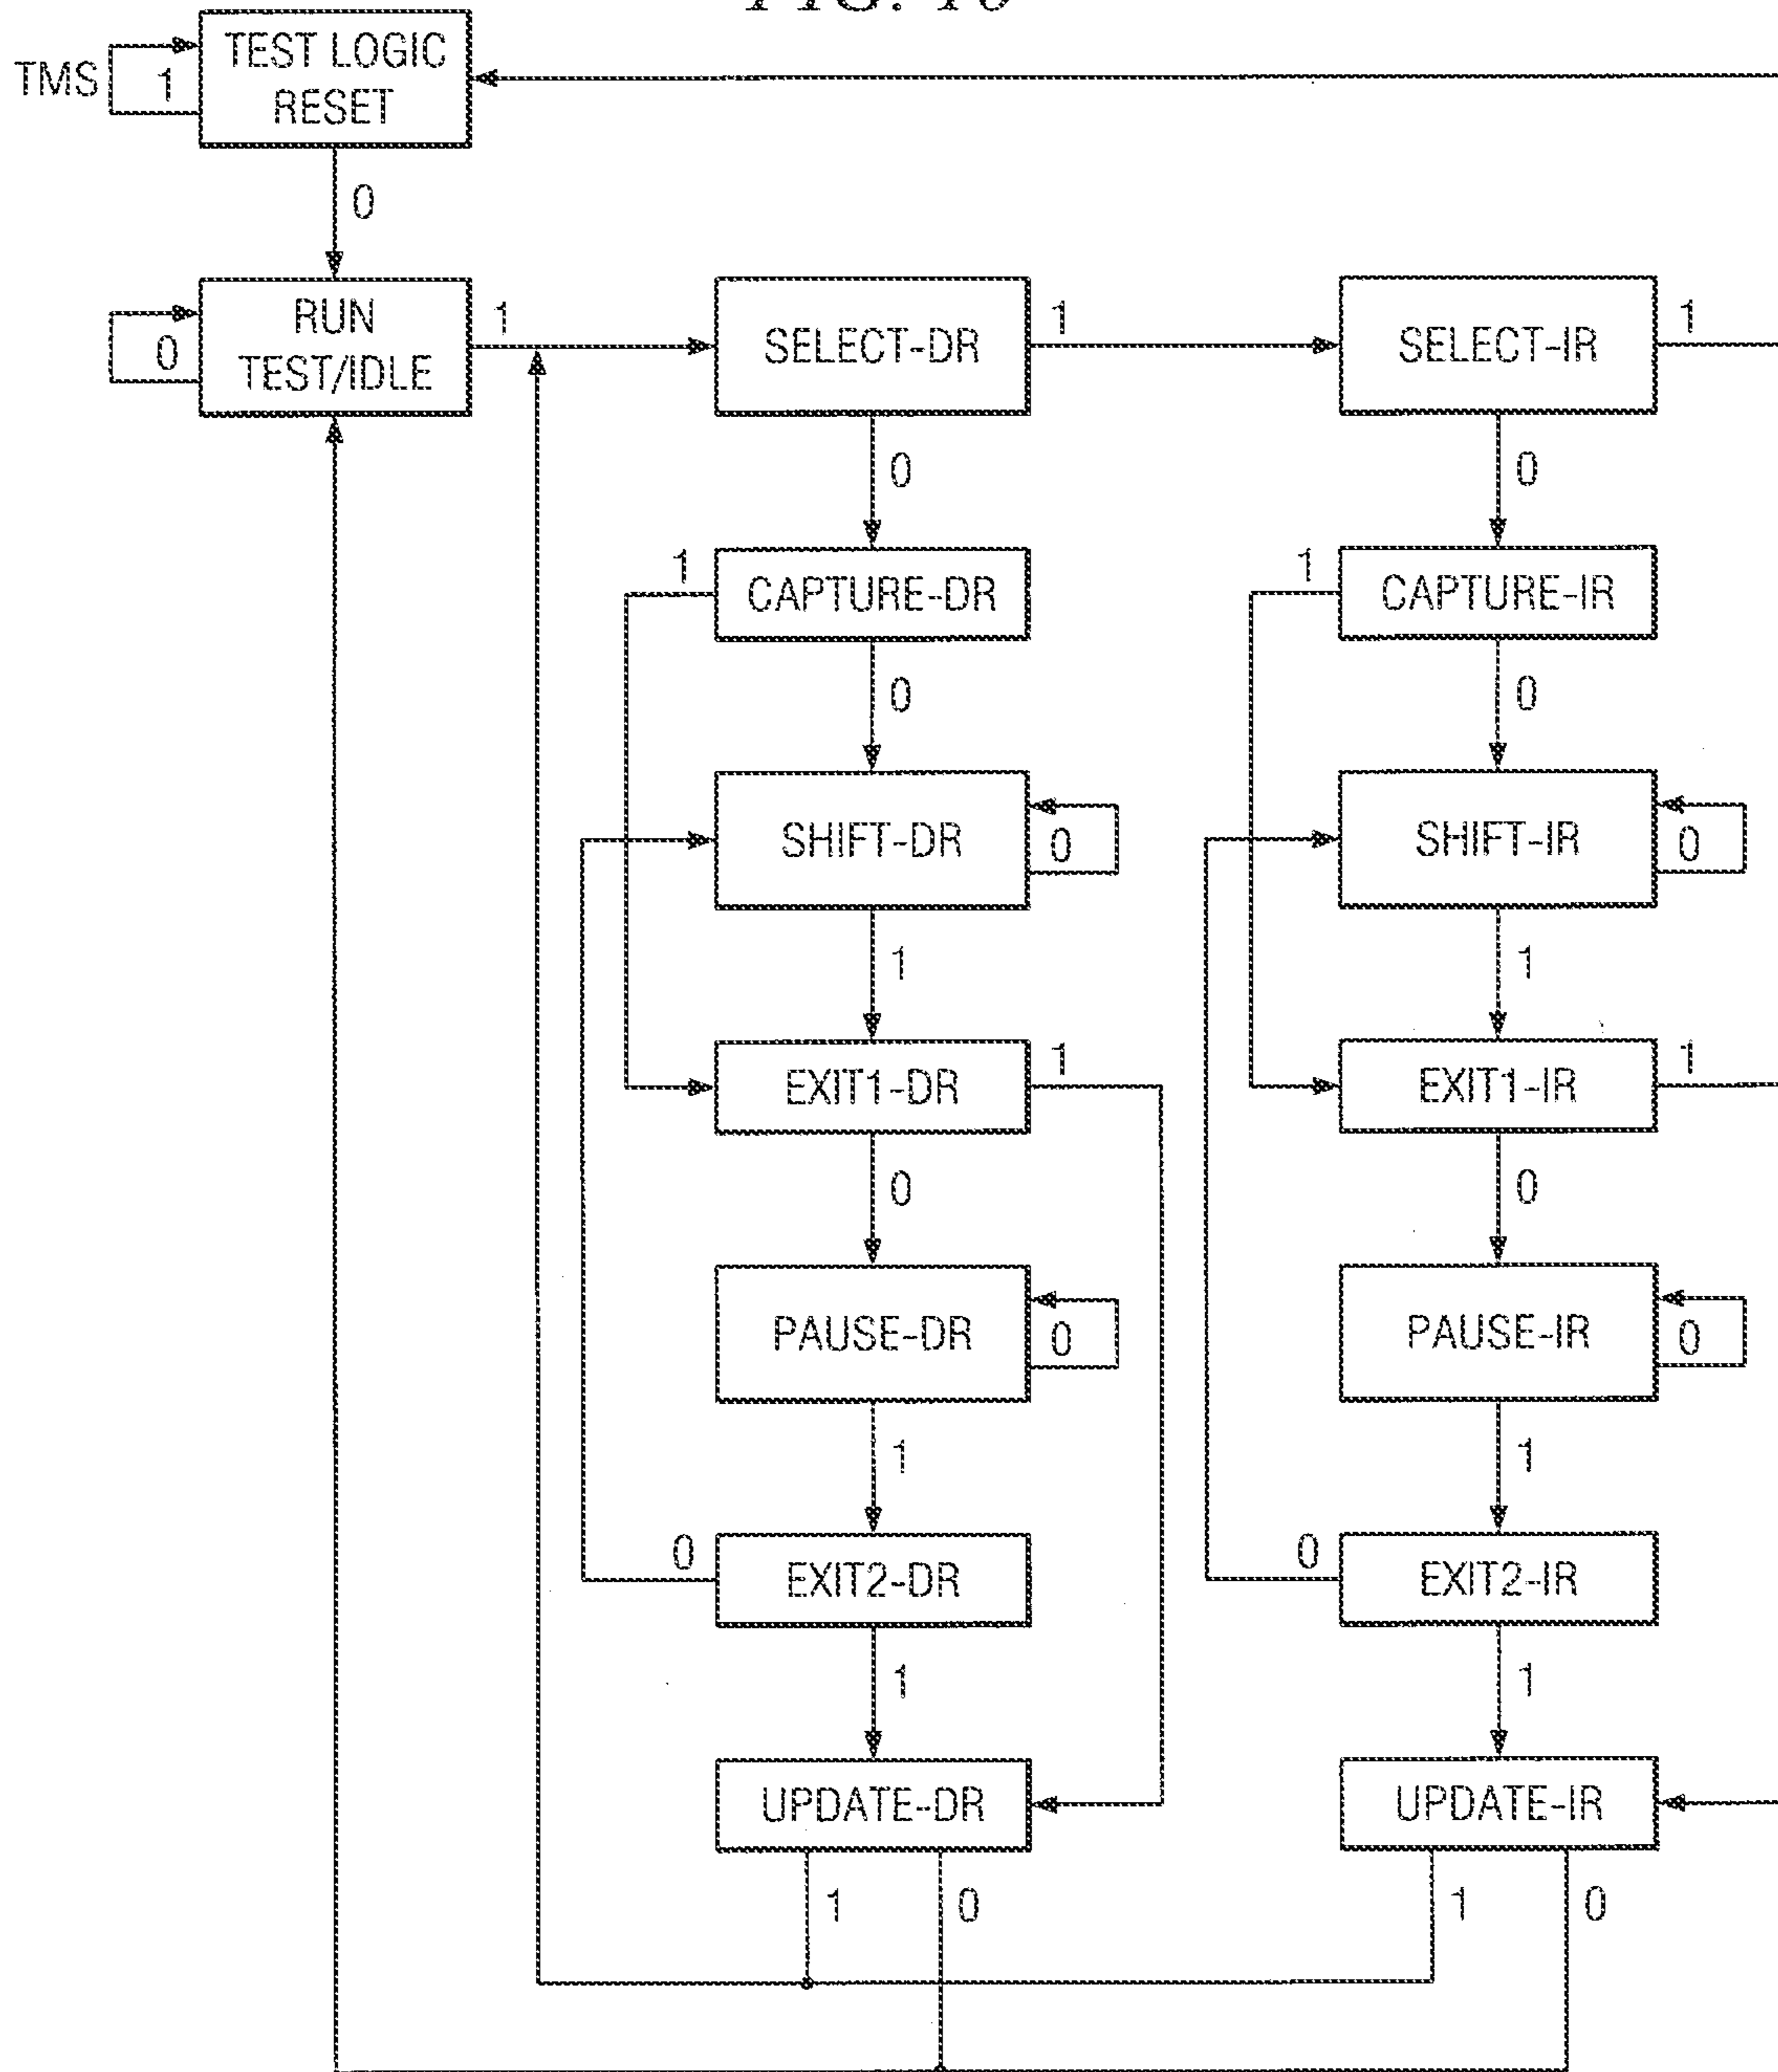 TEST LOGIC
RESET
TMS
1
0
RUN
TEST/IDLE
0
1
SELECT-DR
1
SELECT-IR
1
0
0
1
CAPTURE-DR
1
CAPTURE-IR
0
0
SHIFT-DR
0
SHIFT-IR
0
1
1
EXIT1-DR
1
EXIT1-IR
1
0
0
PAUSE-DR
0
PAUSE-IR
0
1
1
0
EXIT2-DR
0
EXIT2-IR
1
1
UPDATE-DR
UPDATE-IR
1
0
1
0